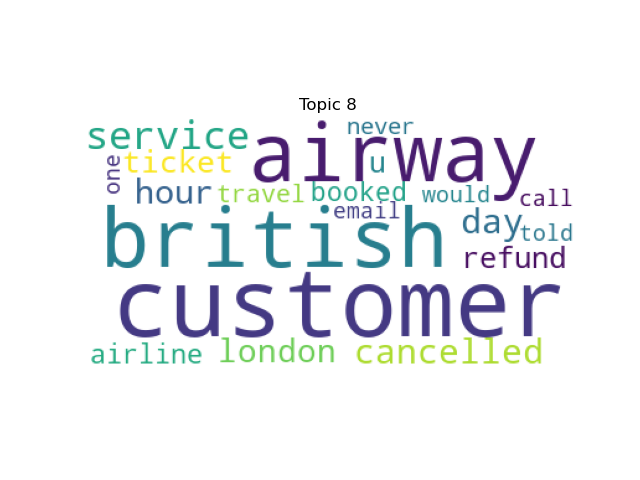 Topic 8
never
service airway
one ticket u
hour travel booked would call
email
british day told
refund
customer
airline london cancelled